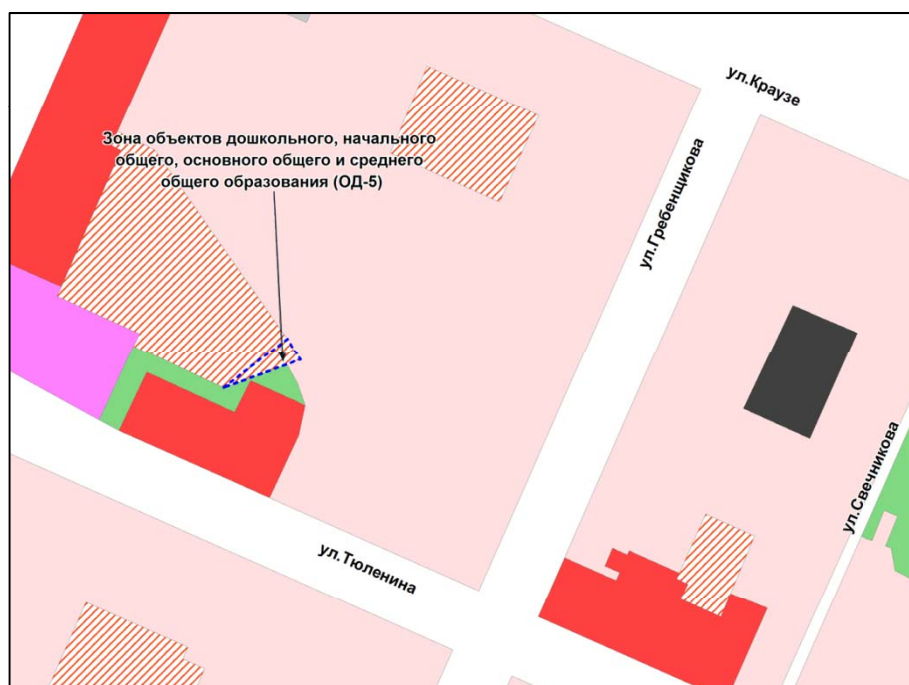 ул.Краузе
Зона объектов дошкольного, начального
общего, основного общего и среднего
общего образования (ОД-5)
ул.Гребенщикова
ул.Свечникова
ул.Тюленина